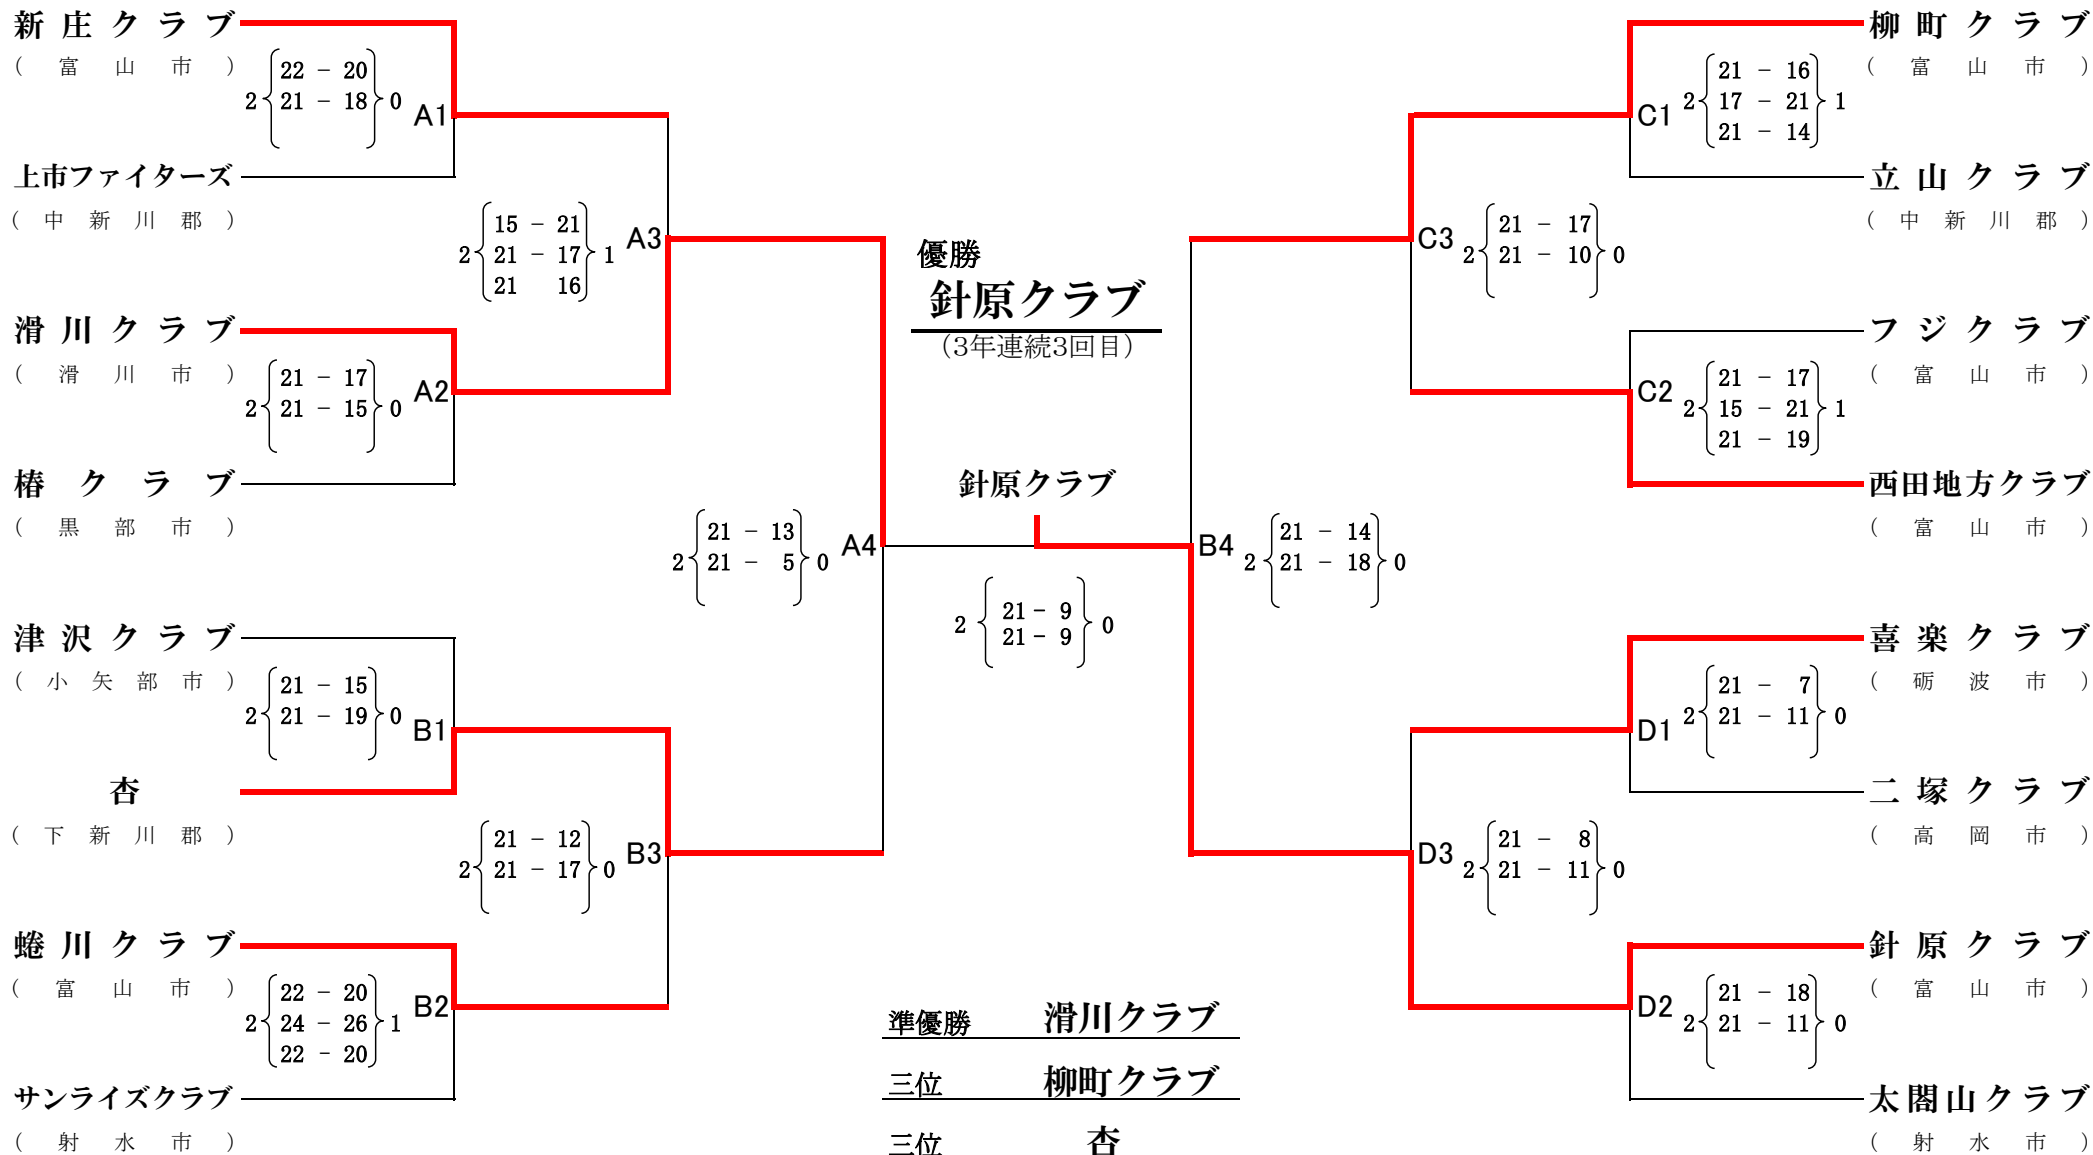 新庄クラブ
(富山市)
22 － 20
2 21 － 18 0
A1
上市ファイターズ
(中新川郡)
15 － 21
2 21 － 17 1
21 16
A3
滑川クラブ
(滑川市)
21 － 17
2 21 － 15 0
A2
椿クラブ
(黒部市)
21 － 13
2 21 － 5 0
A4
津沢クラブ
(小矢部市)
21 － 15
2 21 － 19 0
B1
杏
(下新川郡)
21 － 12
2 21 － 17 0
B3
蜷川クラブ
(富山市)
22 － 20
2 24 － 26 1
22 － 20
B2
サンライズクラブ
(射水市)
優勝
針原クラブ
(3年連続3回目)
針原クラブ
21－ 9
2 0
21－ 9
準優勝 滑川クラブ
三位 柳町クラブ
三位 杏
柳町クラブ
(富山市)
C1
21 － 16
2 17 － 21 1
21 － 14
立山クラブ
(中新川郡)
C3
21 － 17
2 21 － 10 0
フジクラブ
(富山市)
C2
21 － 17
2 15 － 21 1
21 － 19
西田地方クラブ
(富山市)
B4
21 － 14
2 21 － 18 0
喜楽クラブ
(砺波市)
D1
21 － 7
2 21 － 11 0
二塚クラブ
(高岡市)
D3
21 － 8
2 21 － 11 0
針原クラブ
(富山市)
D2
21 － 18
2 21 － 11 0
太閤山クラブ
(射水市)